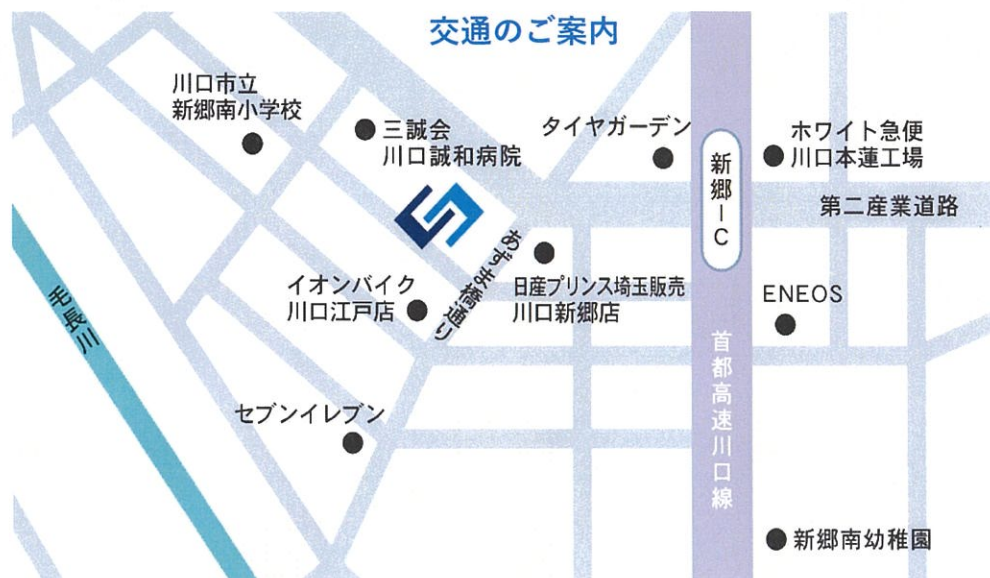 交通のご案内
川口市立
新郷南小学校
三誠会
川口誠和病院
タイヤガーデン
新郷IC
ホワイト急便
川口本蓮工場
第二産業道路
あずま橋通り
日産プリンス埼玉販売
川口新郷店
イオンバイク
川口江戸店
ENEOS
毛長川
首都高速川口線
セブンイレブン
新郷南幼稚園